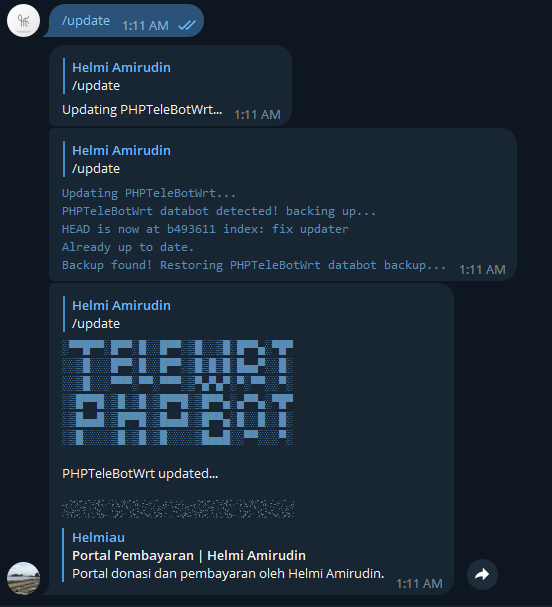 /update
1:11 AM
Helmi Amirudin
/update
Updating PHPTeleBotWrt...
1:11 AM
Helmi Amirudin
/update
Updating PHPTeleBotWrt...
PHPTeleBotWrt databot detected! backing up...
HEAD is now at b493611 index: fix updater
Already up to date.
Backup found! Restoring PHPTeleBotWrt databot backup...
1:11 AM
Helmi Amirudin
/update
TELEWRT
PHPBOT
PHPTeleBotWrt updated...
Helmiau
Portal Pembayaran | Helmi Amirudin
Portal donasi dan pembayaran oleh Helmi Amirudin.
1:11 AM